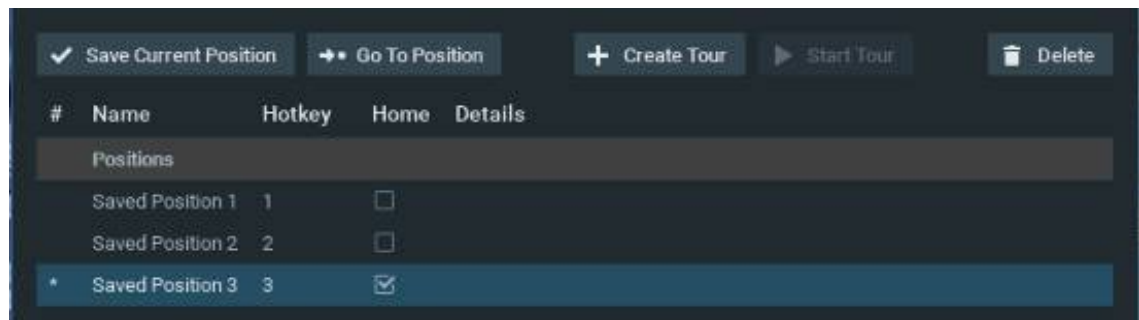 Save Current Position Go To Position Create Tour Start Tour Delete
# Name Hotkey Home Details
Positions
Saved Position 1 1
Saved Position 2 2
* Saved Position 3 3